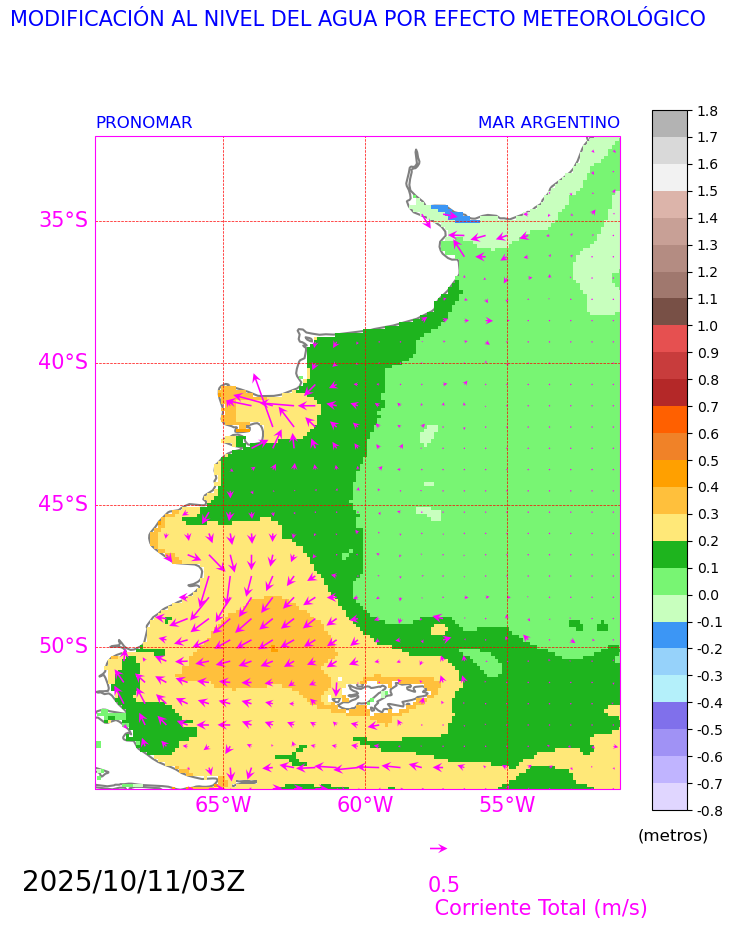 MODIFICACIÓN AL NIVEL DEL AGUA POR EFECTO METEOROLÓGICO
PRONOMAR MAR ARGENTINO
35°S
40°S
45°S
50°S
65°W 60°W 55°W
1.8
1.7
1.6
1.5
1.4
1.3
1.2
1.1
1.0
0.9
0.8
0.7
0.6
0.5
0.4
0.3
0.2
0.1
0.0
-0.1
-0.2
-0.3
-0.4
-0.5
-0.6
-0.7
-0.8
(metros)
2025/10/11/03Z
0.5
Corriente Total (m/s)